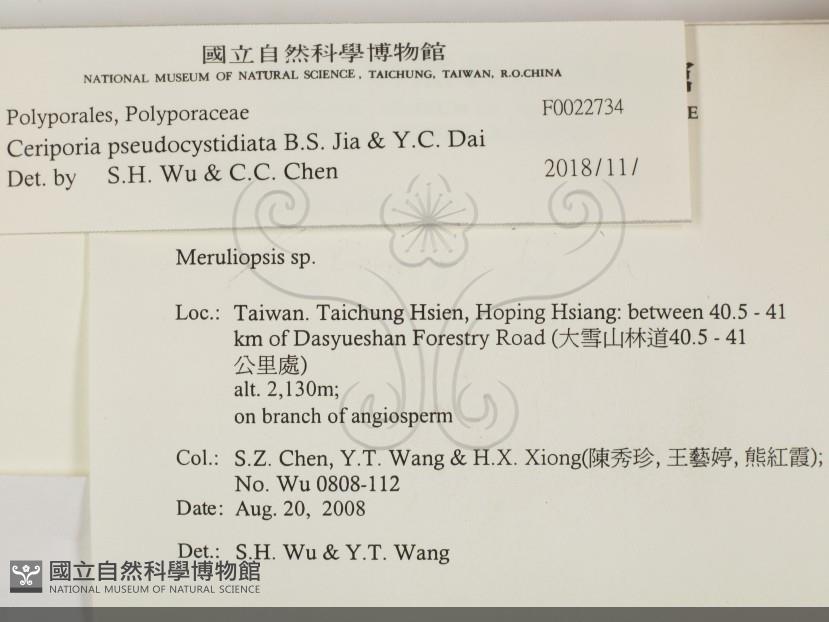 國立自然科學博物館
NATIONAL MUSEUM OF NATURAL SCIENCE, TAICHUNG, TAIWAN, R.O.CHINA
Polyporales, Polyporaceae F0022734
Ceriporia pseudocystidiata B.S. Jia & Y.C. Dai
Det. by S.H. Wu & C.C. Chen 2018/11/
E
Meruliopsis sp.
Loc.: Taiwan. Taichung Hsien, Hoping Hsiang: between 40.5 - 41
km of Dasyueshan Forestry Road (大雪山林道40.5 - 41
公里處)
alt. 2,130m;
on branch of angiosperm
Col.: S.Z. Chen, Y.T. Wang & H.X. Xiong(陳秀珍, 王藝婷, 熊紅霞);
No. Wu 0808-112
Date: Aug. 20, 2008
Det.: S.H. Wu & Y.T. Wang
國立自然科學博物館
NATIONAL MUSEUM OF NATURAL SCIENCE